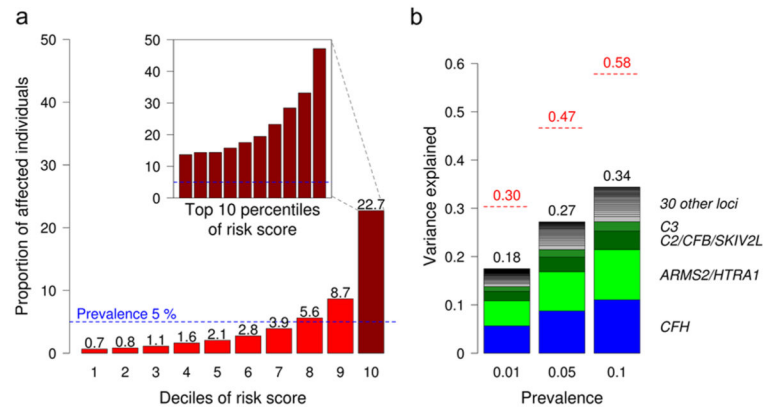 a
Proportion of affected individuals
50
40
30
20
10
0
50
40
30
20
10
0
Top 10 percentiles
of risk score
Prevalence 5 %
0.7
0.8
1.1
1.6
2.1
2.8
3.9
5.6
8.7
22.7
1 2 3 4 5 6 7 8 9 10
Deciles of risk score
b
Variance explained
0.6
0.5
0.4
0.3
0.2
0.1
0
0.30
0.47
0.58
0.18
0.27
0.34
30 other loci
C3
C2/CFB/SKIV2L
ARMS2/HTRA1
CFH
0.01 0.05 0.1
Prevalence